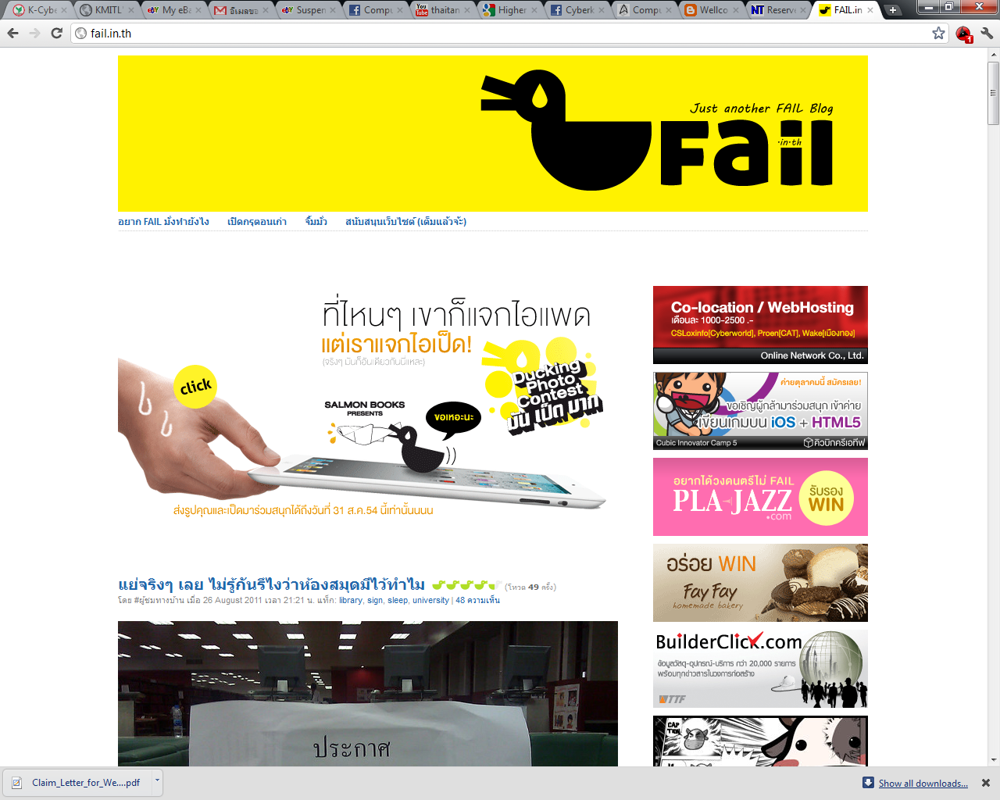 K-Cybe
KMITL
My eBa
อีเมลขอ
Suspen
Compu
thaitan
Higher
Cyberk
Compu
Wellco
Reserve
FAIL.in
fail.in.th
1
Just another FAIL Blog
Fail
.in.th
อยาก FAIL มั่งทำยังไง
เปิดกรุตอนเก่า
จิ้มมั่ว
สนับสนุนเว็บไซต์ (เต็มแล้วจ้ะ)
ที่ไหนๆ เขาก็แจกไอแพด
แต่เราแจกไอเป็ด!
(จริงๆ มันก็อันเดียวกันนี่แหละ)
click
Ducking
Photo
Contest
มัน เป็ด มาก
SALMON BOOKS
PRESENTS
ขอเหอะนะ
ส่งรูปคุณและเป็ดมาร่วมสนุกได้ถึงวันที่ 31 ส.ค.54 นี้เท่านั้นนนน
แย่จริงๆ เลย ไม่รู้กันรึไงว่าห้องสมุดมีไว้ทำไม (โหวต 49 ครั้ง)
โดย #ผู้ชมทางบ้าน เมื่อ 26 August 2011 เวลา 21:21 น. แท็ก: library, sign, sleep, university | 48 ความเห็น
ประกาศ
Co-location / WebHosting
เดือนละ 1000-2500 .-
CSLoxinfo[Cyberworld], Proen[CAT], Wake[เมืองทอง]
Online Network Co., Ltd.
ค่ายตุลาคมนี้ สมัครเลย!
ขอเชิญผู้กล้ามาร่วมสนุก เข้าค่าย
เขียนเกมบน iOS + HTML5
Cubic Innovator Camp 5
คิวบิกครีเอทีฟ
อยากได้วงดนตรีไม่ FAIL
PLA-JAZZ
.com
รับรอง
WIN
อร่อย WIN
Fay Fay
homemade bakery
BuilderClick.com
ข้อมูลวัสดุ-อุปกรณ์-บริการ กว่า 20,000 รายการ
พร้อมทุกข่าวสารในวงการก่อสร้าง
TTF
CAP
TION
Claim_Letter_for_We....pdf
Show all downloads...